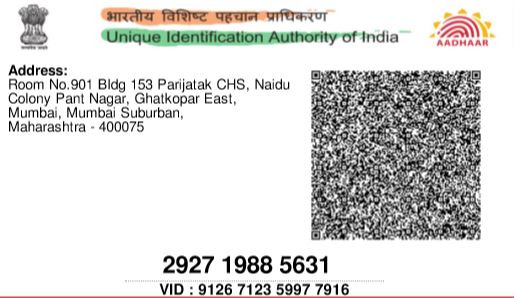 भारतीय विशिष्ट पहचान प्राधिकरण
Unique Identification Authority of India
AADHAAR
Address:
Room No.901 Bldg 153 Parijatak CHS, Naidu
Colony Pant Nagar, Ghatkopar East,
Mumbai, Mumbai Suburban,
Maharashtra - 400075
2927 1988 5631
VID : 9126 7123 5997 7916